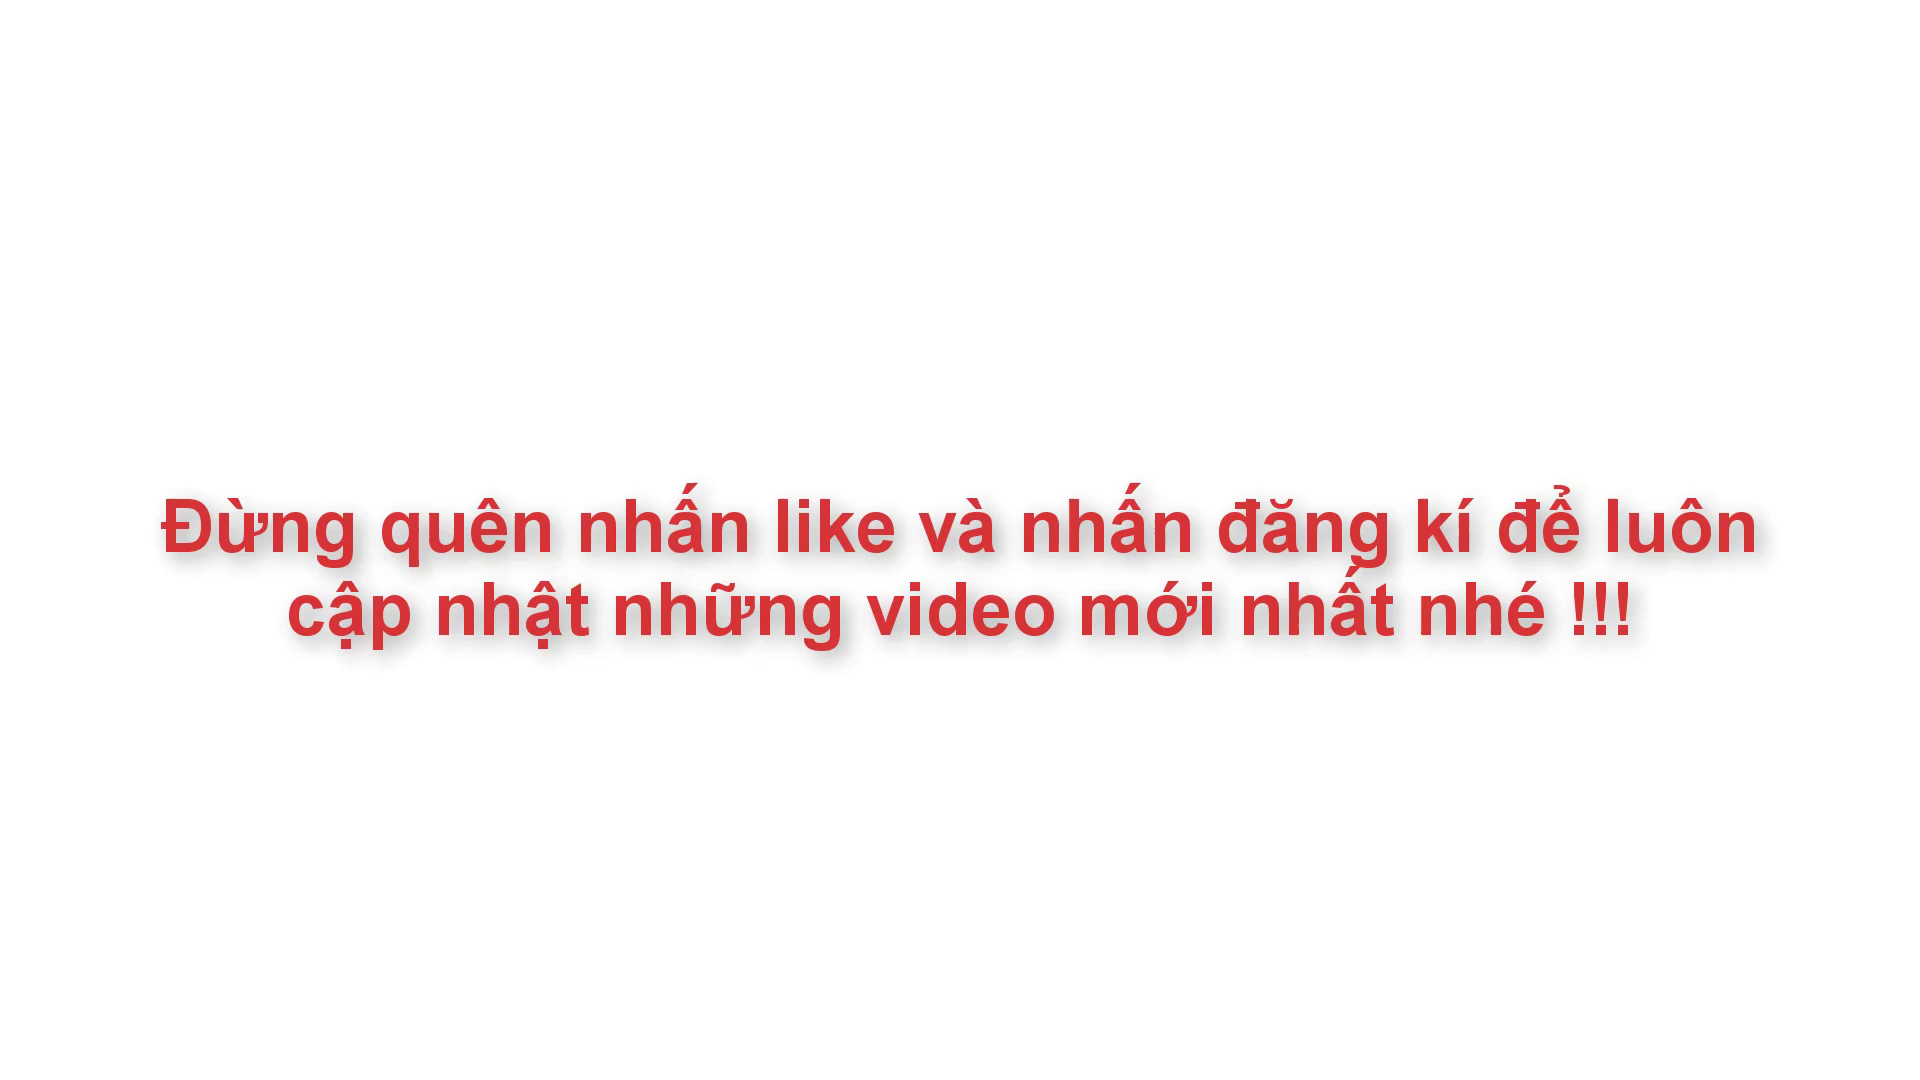 Đừng quên nhấn like và nhấn đăng kí để luôn
cập nhật những video mới nhất nhé !!!